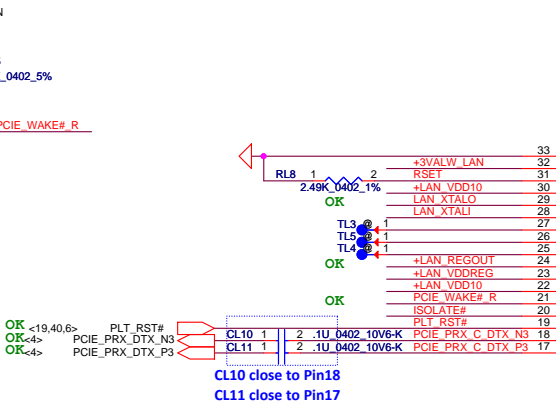 N
_0402_5%
PCIE_WAKE#_R
33
+3VALW_LAN 32
RL8 1 2 RSET 31
2.49K_0402_1% +LAN_VDD10 30
OK LAN_XTALO 29
LAN_XTALI 28
TL3 @ 1 27
TL5 @ 1 26
TL4 @ 1 25
OK +LAN_REGOUT 24
+LAN_VDDREG 23
+LAN_VDD10 22
OK PCIE_WAKE#_R 21
ISOLATE# 20
OK <19,40,6> PLT_RST# PLT_RST# 19
OK <4> PCIE_PRX_DTX_N3 CL10 1 2 .1U_0402_10V6-K PCIE_PRX_C_DTX_N3 18
OK <4> PCIE_PRX_DTX_P3 CL11 1 2 .1U_0402_10V6-K PCIE_PRX_C_DTX_P3 17
CL10 close to Pin18
CL11 close to Pin17